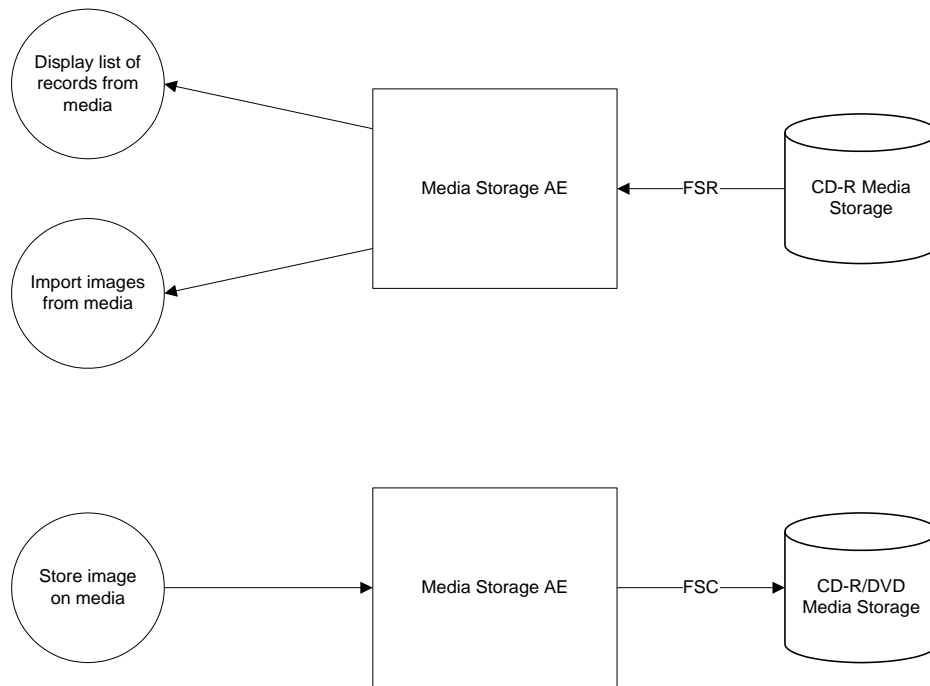 Display list of
records from
media
Media Storage AE
FSR
CD-R Media
Storage
Import images
from media
Store image
on media
Media Storage AE
FSC
CD-R/DVD
Media Storage